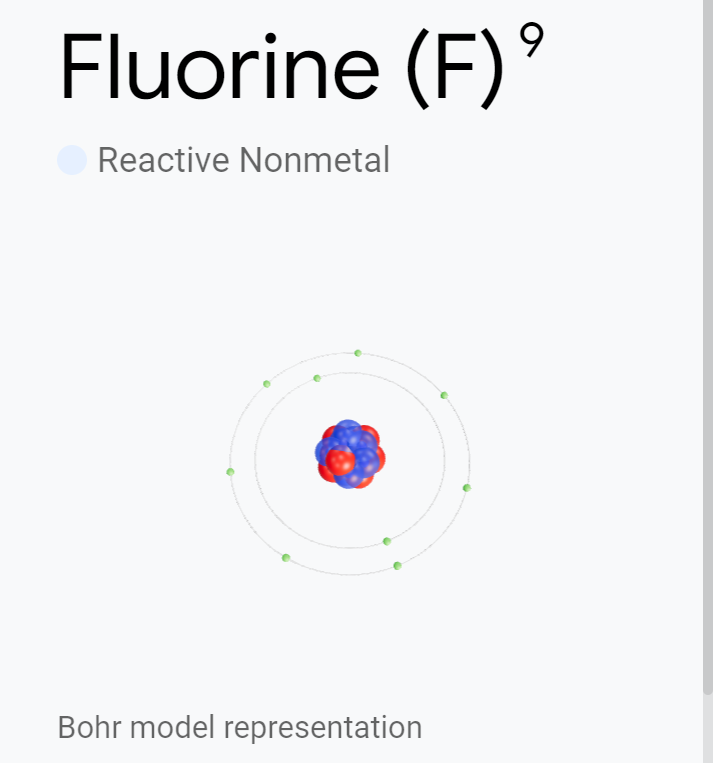 Fluorine (F) 9
Reactive Nonmetal
Bohr model representation